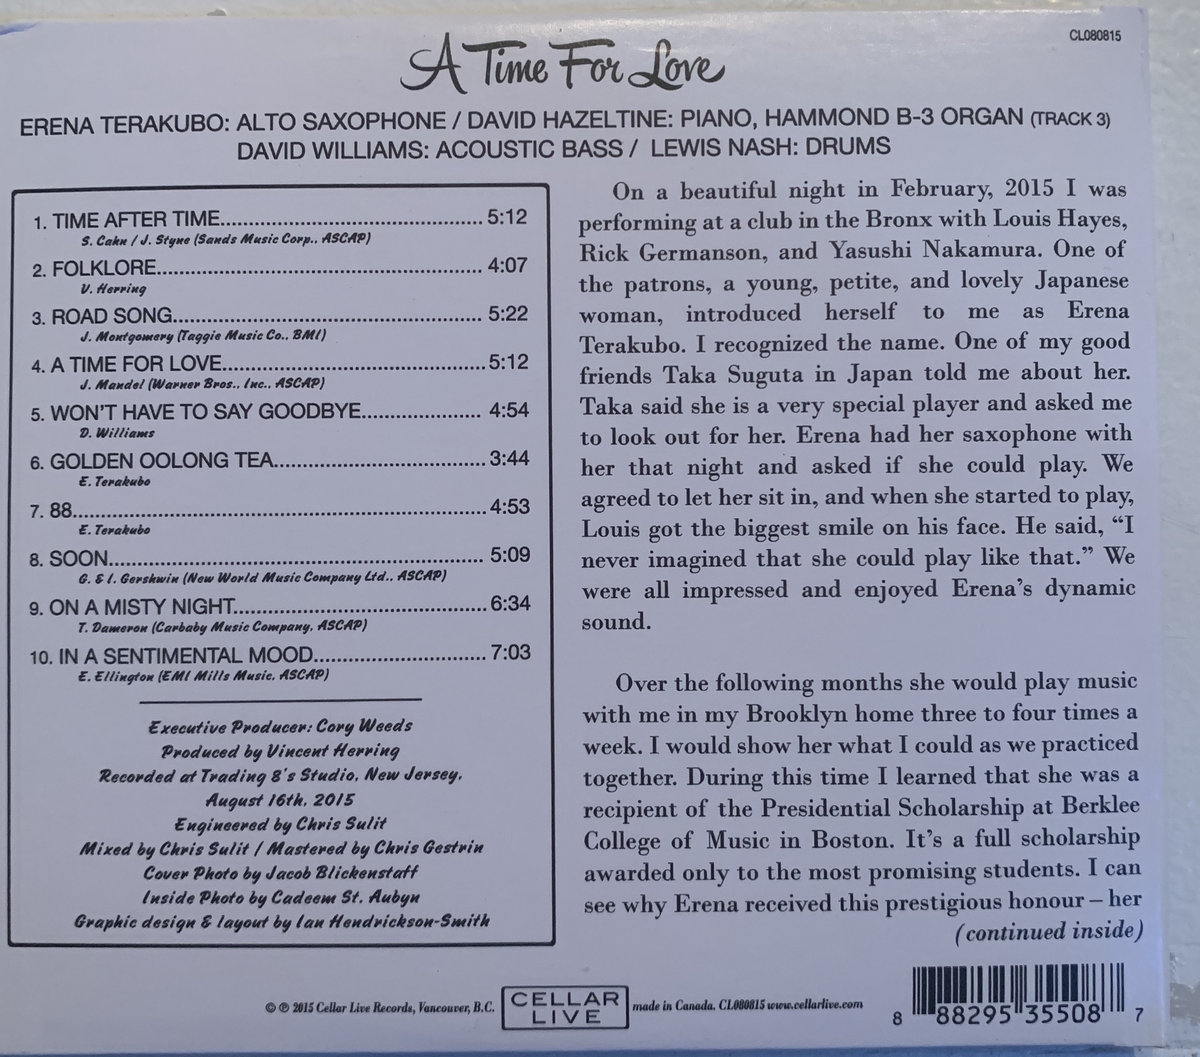 CL080815
A Time For Love
ERENA TERAKUBO: ALTO SAXOPHONE / DAVID HAZELTINE: PIANO, HAMMOND B-3 ORGAN (TRACK 3)
DAVID WILLIAMS: ACOUSTIC BASS / LEWIS NASH: DRUMS
1. TIME AFTER TIME................................................ 5:12
S. Cahn / J. Styne (Sands Music Corp., ASCAP)
2. FOLKLORE............................................................ 4:07
V. Herring
3. ROAD SONG........................................................ 5:22
J. Montgomery (Taggie Music Co., BMI)
4. A TIME FOR LOVE................................................ 5:12
J. Mandel (Warner Bros., Inc., ASCAP)
5. WON'T HAVE TO SAY GOODBYE...................... 4:54
D. Williams
6. GOLDEN OOLONG TEA...................................... 3:44
E. Terakubo
7. 88........................................................................... 4:53
E. Terakubo
8. SOON.................................................................... 5:09
G. & I. Gershwin (New World Music Company Ltd., ASCAP)
9. ON A MISTY NIGHT.............................................. 6:34
T. Dameron (Carbaby Music Company, ASCAP)
10. IN A SENTIMENTAL MOOD............................... 7:03
E. Ellington (EMI Mills Music, ASCAP)
Executive Producer: Cory Weeds
Produced by Vincent Herring
Recorded at Trading 8's Studio, New Jersey,
August 16th, 2015
Engineered by Chris Sulit
Mixed by Chris Sulit / Mastered by Chris Gestrin
Cover Photo by Jacob Blickenstaff
Inside Photo by Cadeem St. Aubyn
Graphic design & layout by Ian Hendrickson-Smith
On a beautiful night in February, 2015 I was
performing at a club in the Bronx with Louis Hayes,
Rick Germanson, and Yasushi Nakamura. One of
the patrons, a young, petite, and lovely Japanese
woman, introduced herself to me as Erena
Terakubo. I recognized the name. One of my good
friends Taka Suguta in Japan told me about her.
Taka said she is a very special player and asked me
to look out for her. Erena had her saxophone with
her that night and asked if she could play. We
agreed to let her sit in, and when she started to play,
Louis got the biggest smile on his face. He said, “I
never imagined that she could play like that.” We
were all impressed and enjoyed Erena's dynamic
sound.
Over the following months she would play music
with me in my Brooklyn home three to four times a
week. I would show her what I could as we practiced
together. During this time I learned that she was a
recipient of the Presidential Scholarship at Berklee
College of Music in Boston. It's a full scholarship
awarded only to the most promising students. I can
see why Erena received this prestigious honour – her
(continued inside)
© ℗ 2015 Cellar Live Records, Vancouver, B.C.
CELLAR
LIVE
made in Canada. CL080815 www.cellarlive.com
8 88295 35508 7